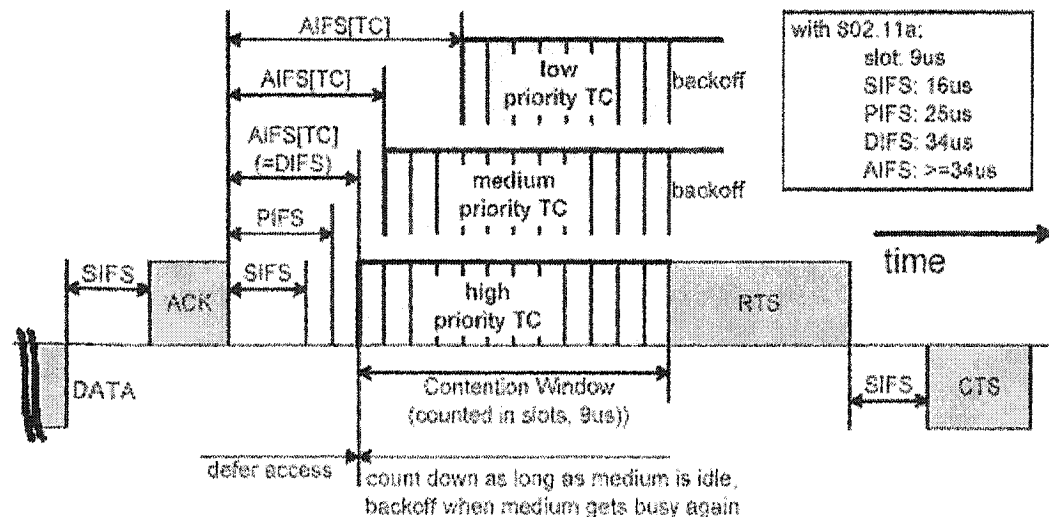 AIFS[TC]
low
priority TC
backoff
with 802.11a:
slot: 9us
SIFS: 16us
PIFS: 25us
DIFS: 34us
AIFS: >=34us
AIFS[TC]
AIFS[TC]
(=DIFS)
medium
priority TC
backoff
PIFS
time
SIFS
ACK
SIFS
high
priority TC
RTS
DATA
Contention Window
(counted in slots, 9us))
SIFS
CTS
defer access
count down as long as medium is idle,
backoff when medium gets busy again